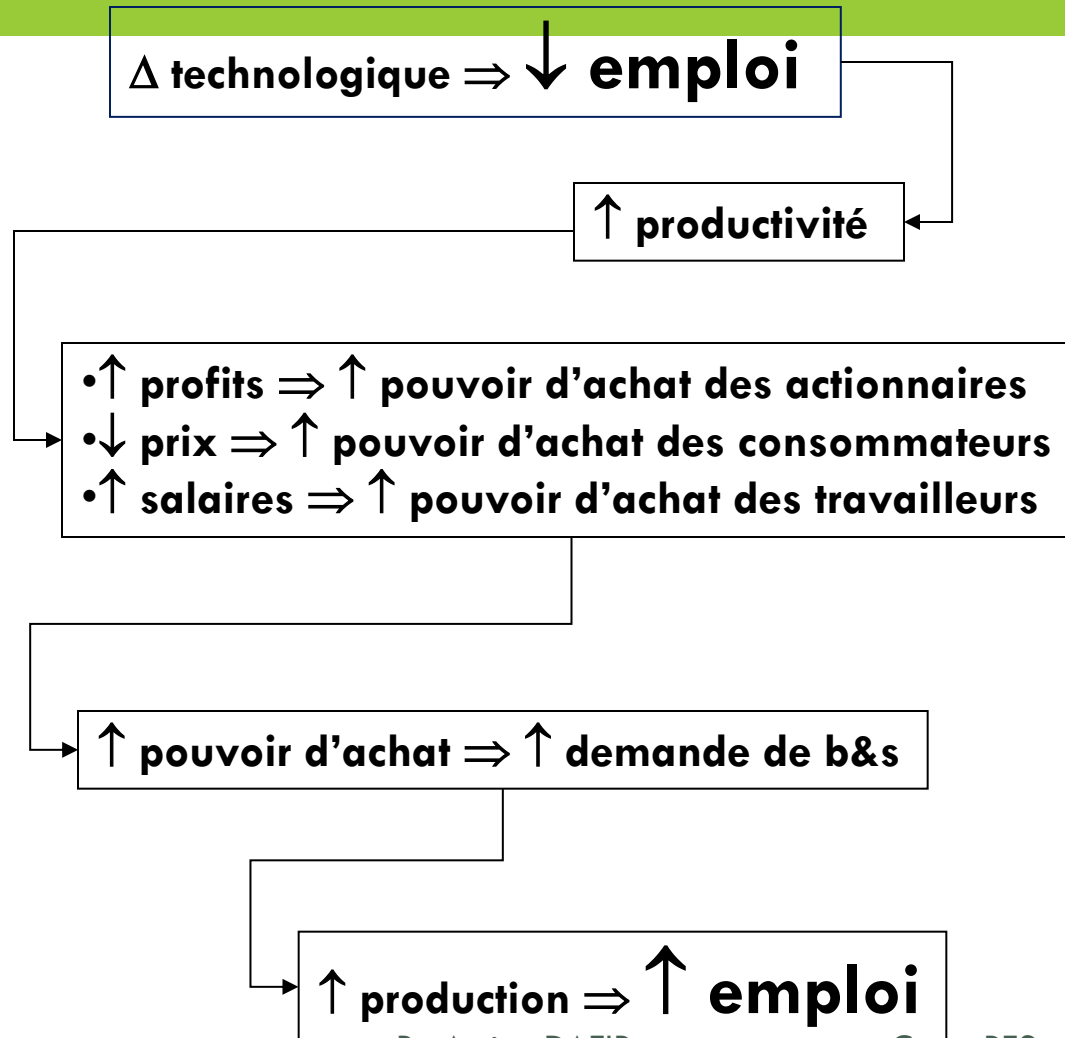 Δ technologique ⇒ ↓ emploi
↑ productivité
•↑ profits ⇒ ↑ pouvoir d’achat des actionnaires
•↓ prix ⇒ ↑ pouvoir d’achat des consommateurs
•↑ salaires ⇒ ↑ pouvoir d’achat des travailleurs
↑ pouvoir d’achat ⇒ ↑ demande de b&s
↑ production ⇒ ↑ emploi